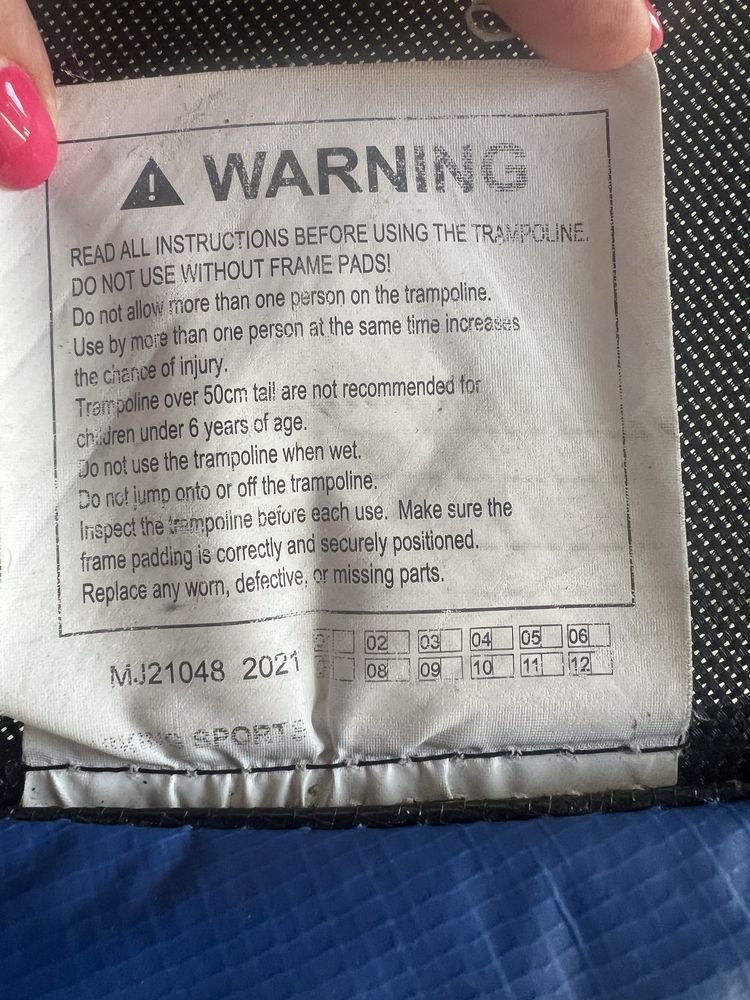 WARNING
READ ALL INSTRUCTIONS BEFORE USING THE TRAMPOLINE.
DO NOT USE WITHOUT FRAME PADS!
Do not allow more than one person on the trampoline.
Use by more than one person at the same time increases
the chance of injury.
Trampoline over 50cm tall are not recommended for
children under 6 years of age.
Do not use the trampoline when wet.
Do not jump onto or off the trampoline.
Inspect the trampoline before each use. Make sure the
frame padding is correctly and securely positioned.
Replace any worn, defective, or missing parts.
02 03 04 05 06
MJ21048 2021 08 09 10 11 12
SPORTS